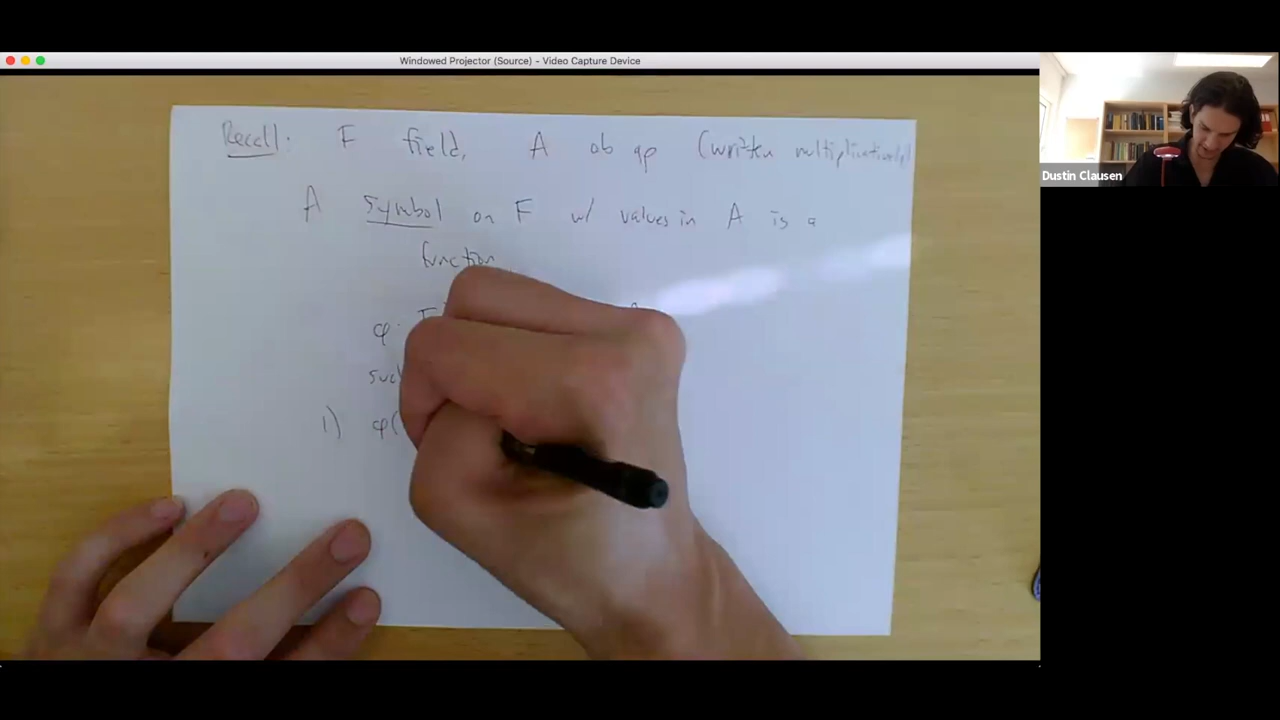 Windowed Projector (Source) - Video Capture Device
Dustin Clausen
Recall: F field, A ab gp (written multiplicatively)
A symbol on F w/ values in A is a
function
φ: F
such
1) φ(